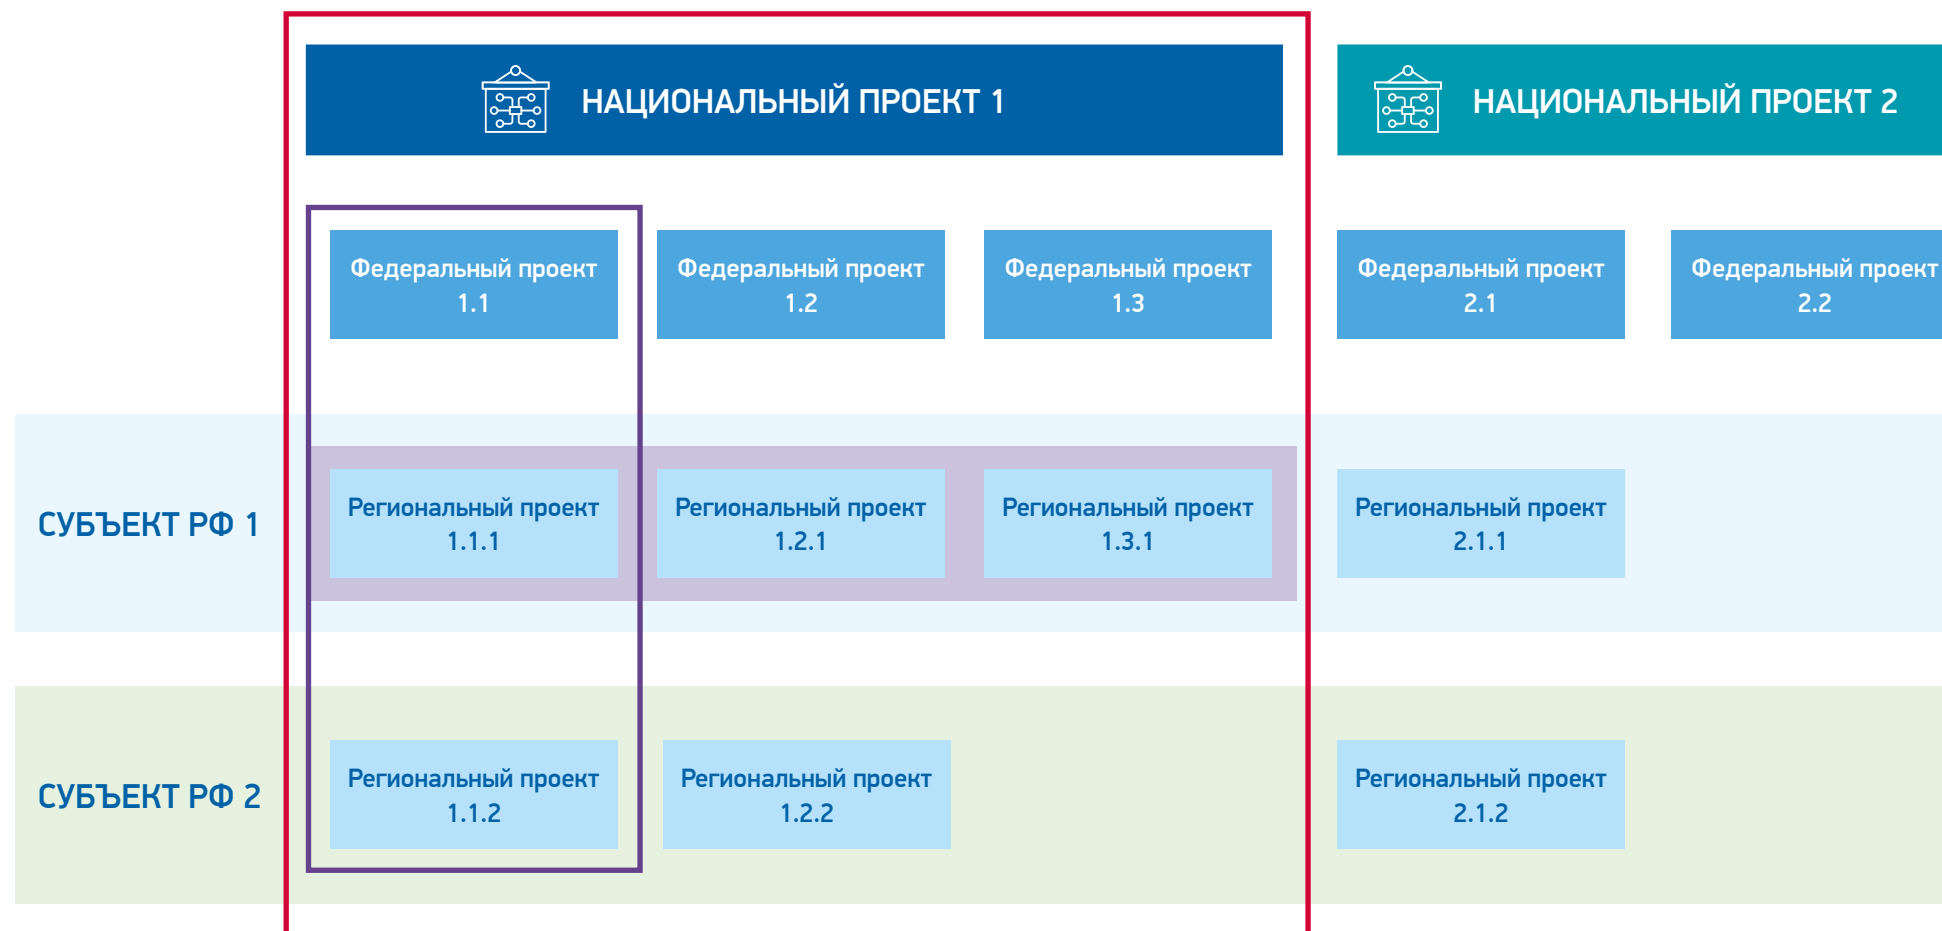 НАЦИОНАЛЬНЫЙ ПРОЕКТ 1
НАЦИОНАЛЬНЫЙ ПРОЕКТ 2
Федеральный проект
1.1
Федеральный проект
1.2
Федеральный проект
1.3
Федеральный проект
2.1
Федеральный проект
2.2
СУБЪЕКТ РФ 1
Региональный проект
1.1.1
Региональный проект
1.2.1
Региональный проект
1.3.1
Региональный проект
2.1.1
СУБЪЕКТ РФ 2
Региональный проект
1.1.2
Региональный проект
1.2.2
Региональный проект
2.1.2